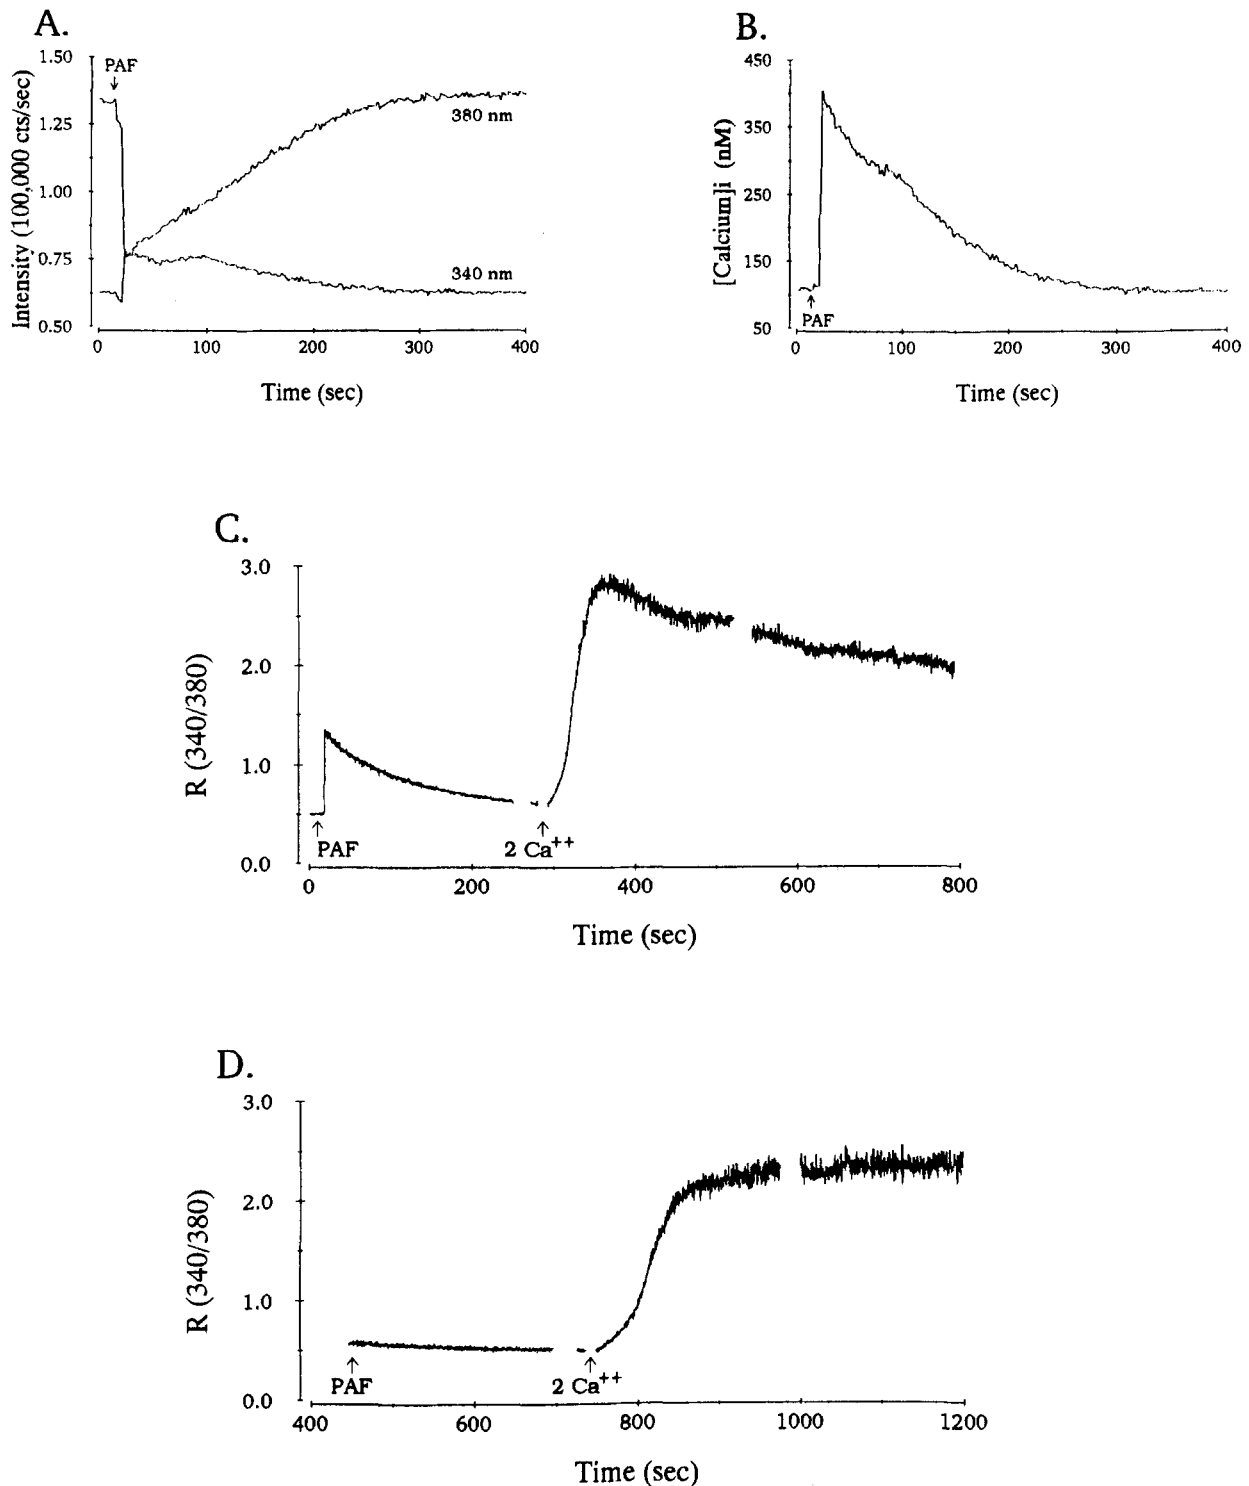 A.
Intensity (100,000 cts/sec)
1.50
1.25
1.00
0.75
0.50
PAF
380 nm
340 nm
0 100 200 300 400
Time (sec)
B.
[Calcium]i (nM)
450
350
250
150
50
PAF
0 100 200 300 400
Time (sec)
C.
R (340/380)
3.0
2.0
1.0
0.0
PAF
2 Ca++
0 200 400 600 800
Time (sec)
D.
R (340/380)
3.0
2.0
1.0
0.0
PAF
2 Ca++
400 600 800 1000 1200
Time (sec)